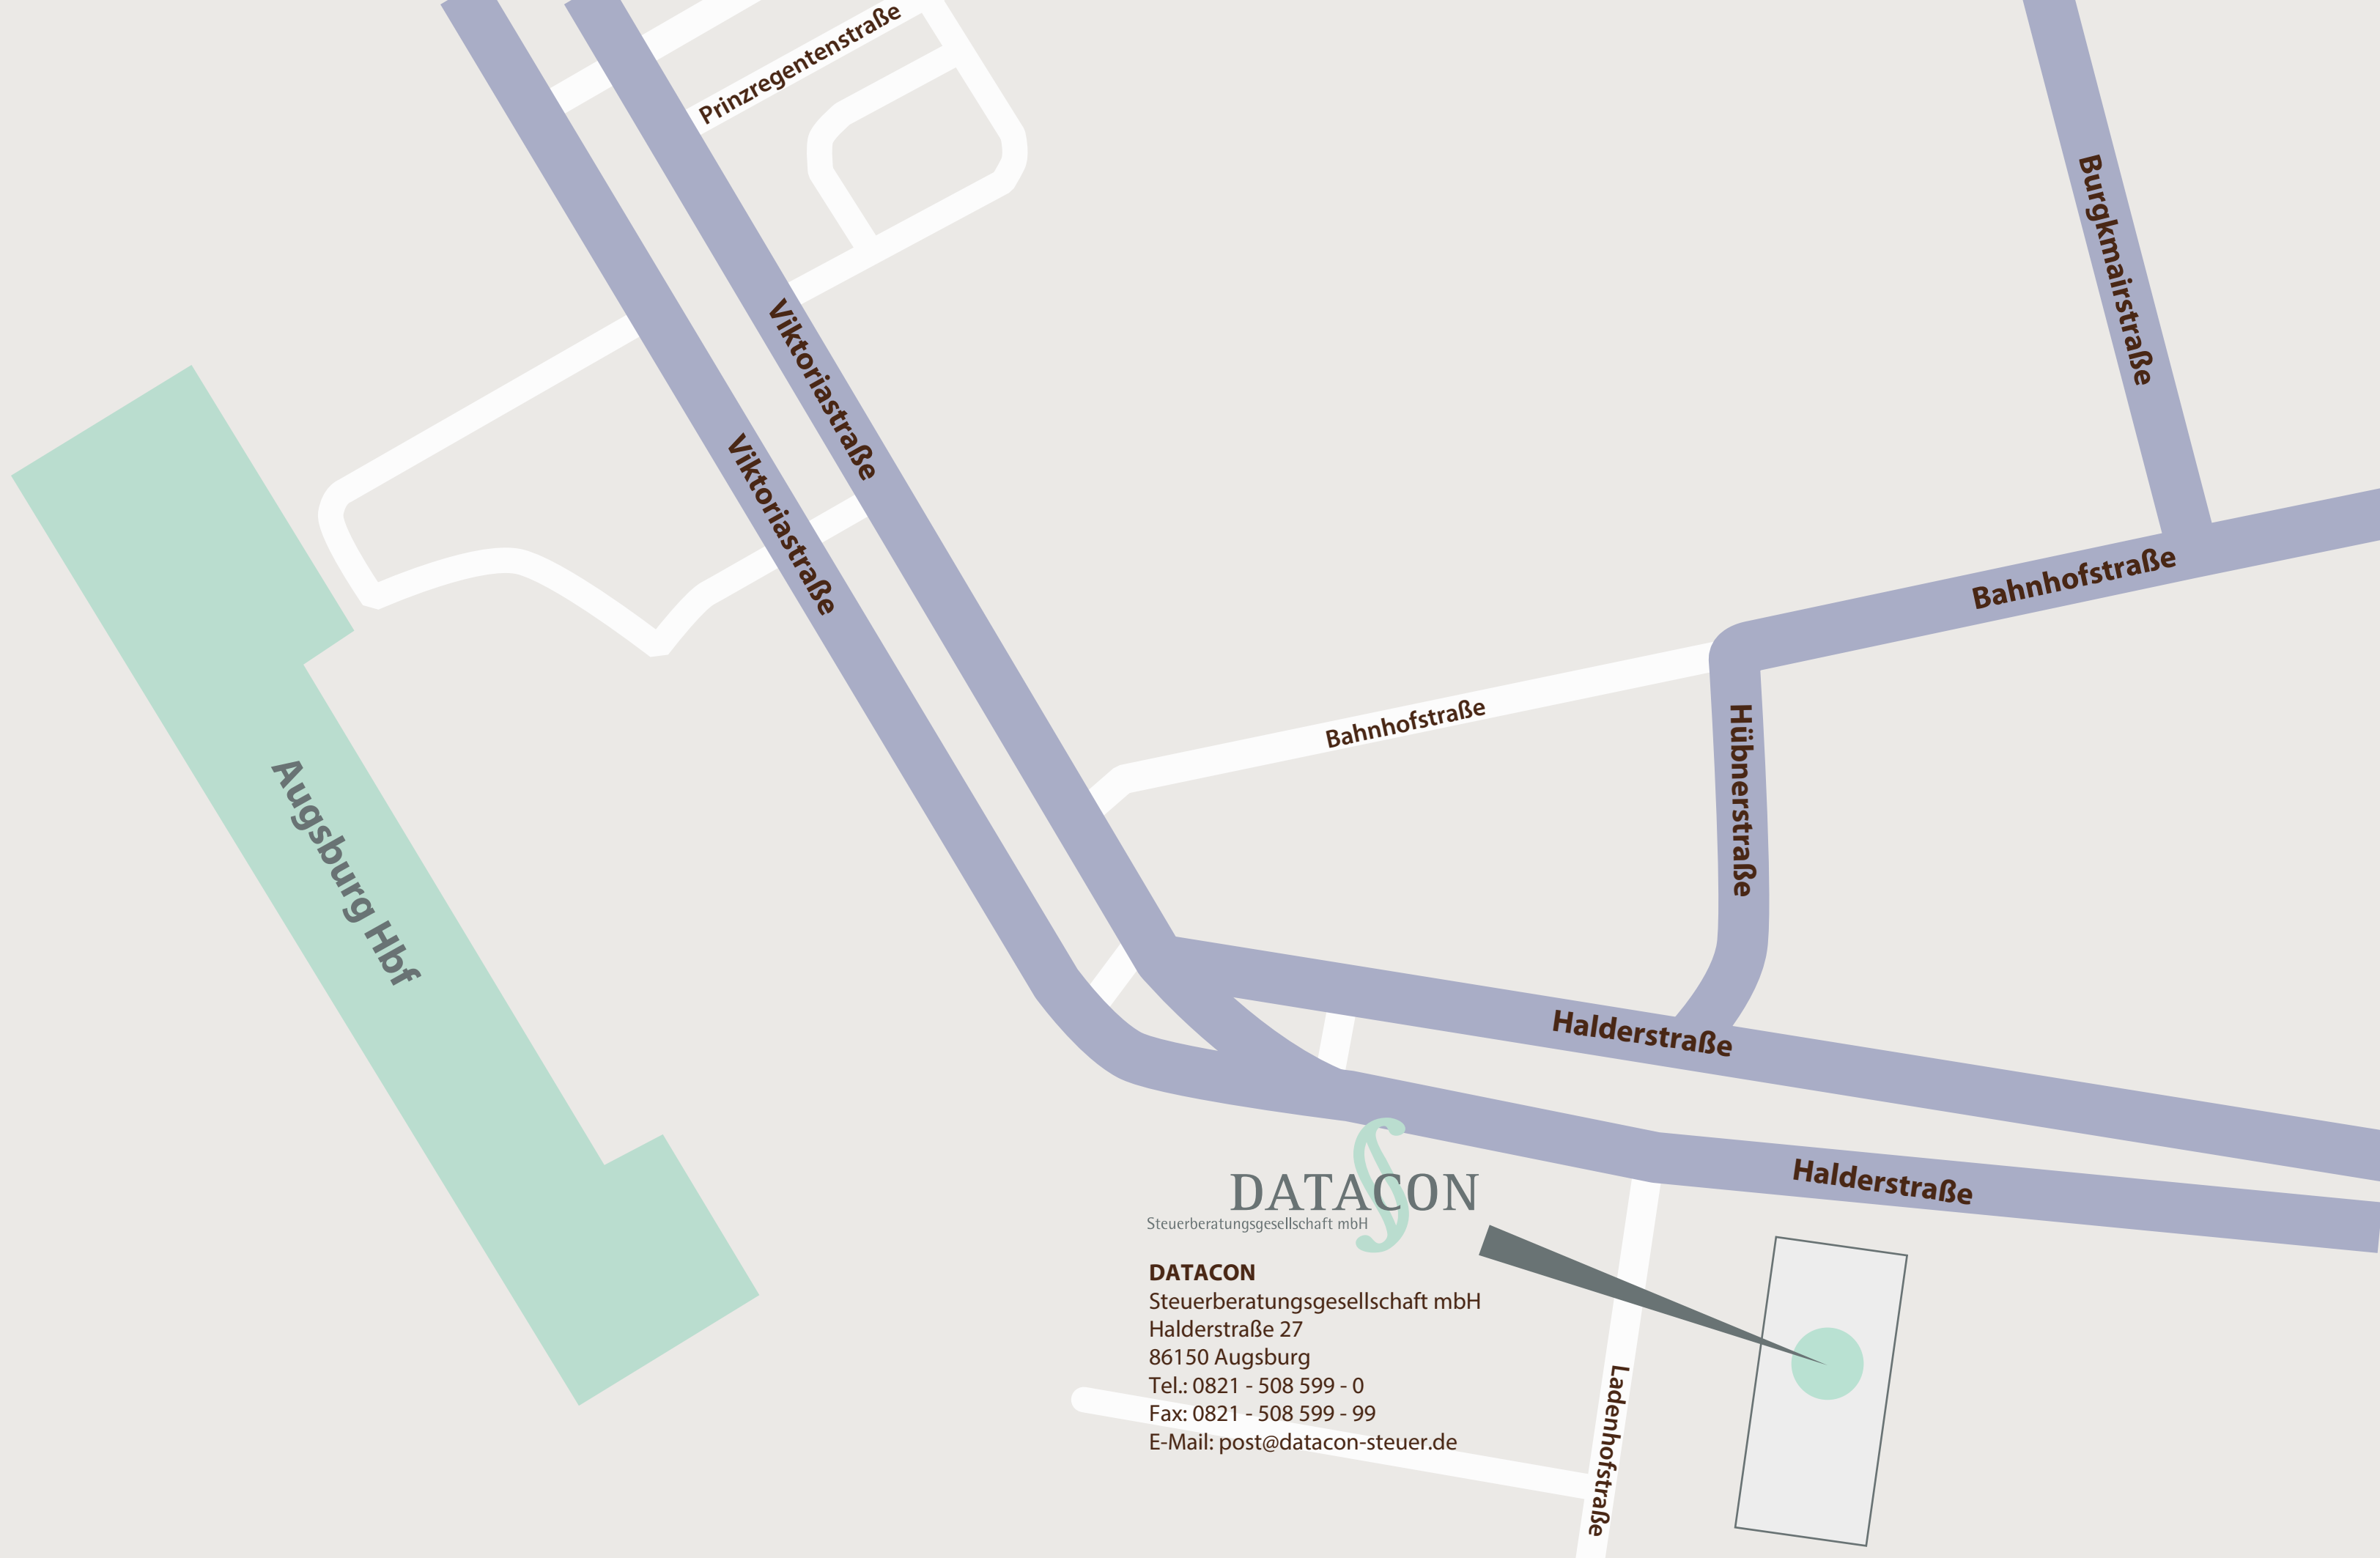 Prinzregentenstraße
Burgkmairstraße
Viktoriastraße
Viktoriastraße
Bahnhofstraße
Bahnhofstraße
Hübnerstraße
Augsburg Hbf
Halderstraße
Halderstraße
§
DATACON
Steuerberatungsgesellschaft mbH
DATACON
Steuerberatungsgesellschaft mbH
Halderstraße 27
86150 Augsburg
Tel.: 0821 - 508 599 - 0
Fax: 0821 - 508 599 - 99
E-Mail: post@datacon-steuer.de
Ladenhofstraße